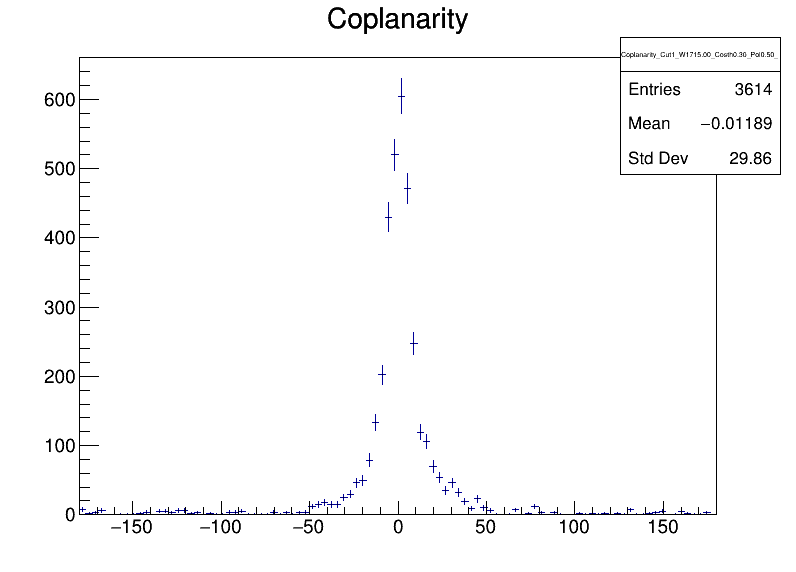 Coplanarity
Coplanarity_Cut1_W1715.00_Costh0.30_Pol0.50_
Entries 3614
Mean −0.01189
Std Dev 29.86
600
500
400
300
200
100
0
−150 −100 −50 0 50 100 150